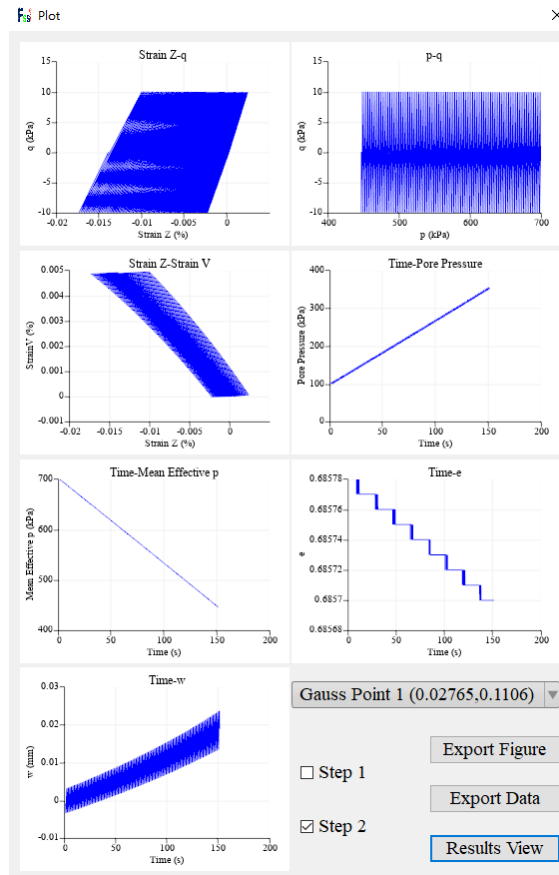 Plot
Strain Z-q
15
10
5
0
-5
-10
q (kPa)
-0.02 -0.015 -0.01 -0.005 0
Strain Z (%)
p-q
15
10
5
0
-5
-10
q (kPa)
400 500 600 700
p (kPa)
Strain Z-Strain V
0.005
0.004
0.003
0.002
0.001
0
-0.001
StrainV (%)
-0.02 -0.015 -0.01 -0.005 0
Strain Z (%)
Time-Pore Pressure
400
300
200
100
0
Pore Pressure (kPa)
0 50 100 150 200
Time (s)
Time-Mean Effective p
700
600
500
400
Mean Effective p (kPa)
0 50 100 150 200
Time (s)
Time-e
0.68578
0.68576
0.68574
0.68572
0.6857
0.68568
e
0 50 100 150 200
Time (s)
Time-w
0.03
0.02
0.01
0
-0.01
w (mm)
0 50 100 150 200
Time (s)
Gauss Point 1 (0.02765,0.1106)
Step 1
Step 2
Export Figure
Export Data
Results View